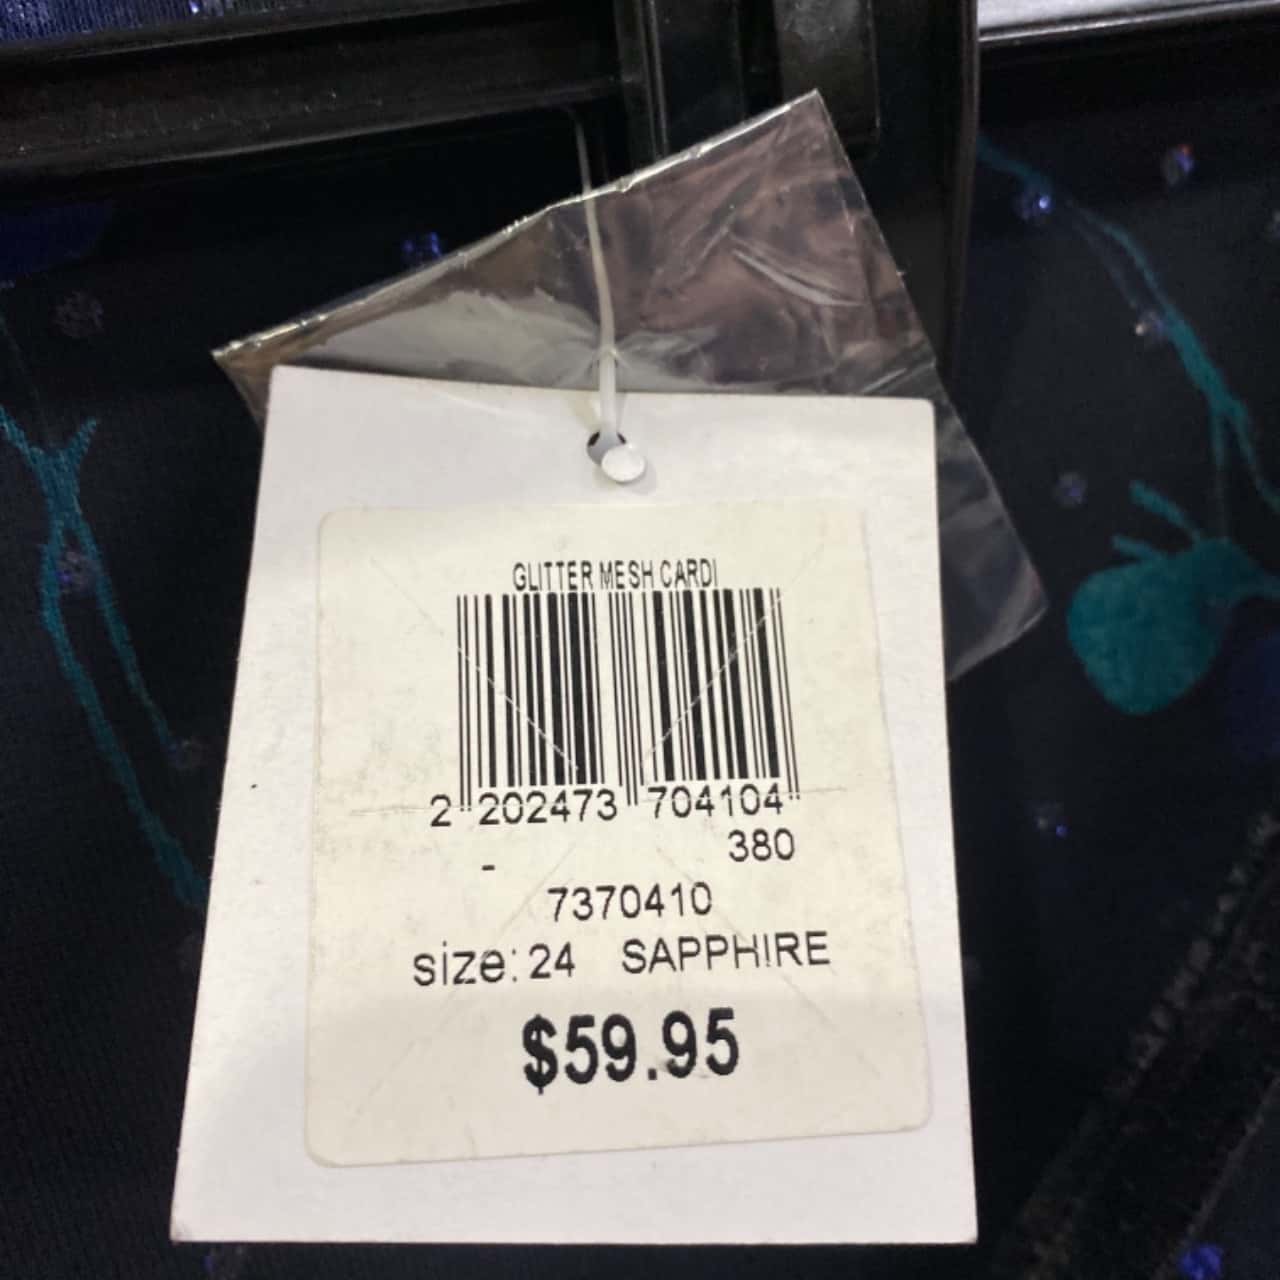 GLITTER MESH CARDI
2 202473 704104
380
-
7370410
size: 24 SAPPHIRE
$59.95